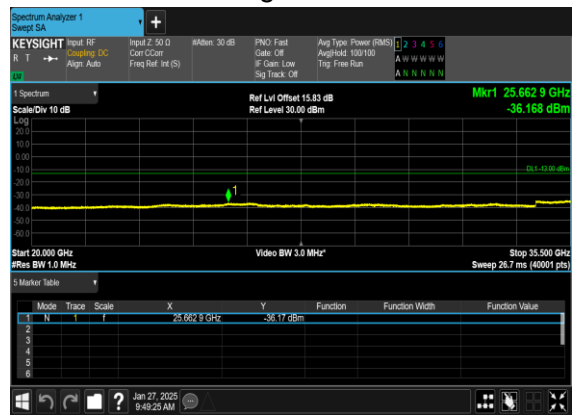 Spectrum Analyzer 1
Swept SA
+
KEYSIGHT Input: RF Input Z: 50 Ω #Atten: 30 dB PNO: Fast Avg Type: Power (RMS) 1 2 3 4 5 6
R T Coupling: DC Corr CCorr Gate: Off Avg|Hold: 100/100 A W W W W W
Align: Auto Freq Ref: Int (S) IF Gain: Low Trig: Free Run
LW Sig Track: Off A N N N N N
1 Spectrum Ref Lvl Offset 15.83 dB Mkr1 25.662 9 GHz
Scale/Div 10 dB Ref Level 30.00 dBm -36.168 dBm
Log
20.0
10.0
0.00
-10.0 DL1 -13.00 dBm
-20.0
-30.0 1
-40.0
-50.0
-60.0
Start 20.000 GHz Video BW 3.0 MHz* Stop 35.500 GHz
#Res BW 1.0 MHz Sweep 26.7 ms (40001 pts)
5 Marker Table
Mode Trace Scale X Y Function Function Width Function Value
1 N 1 f 25.662 9 GHz -36.17 dBm
2
3
4
5
6
? Jan 27, 2025
9:49:25 AM